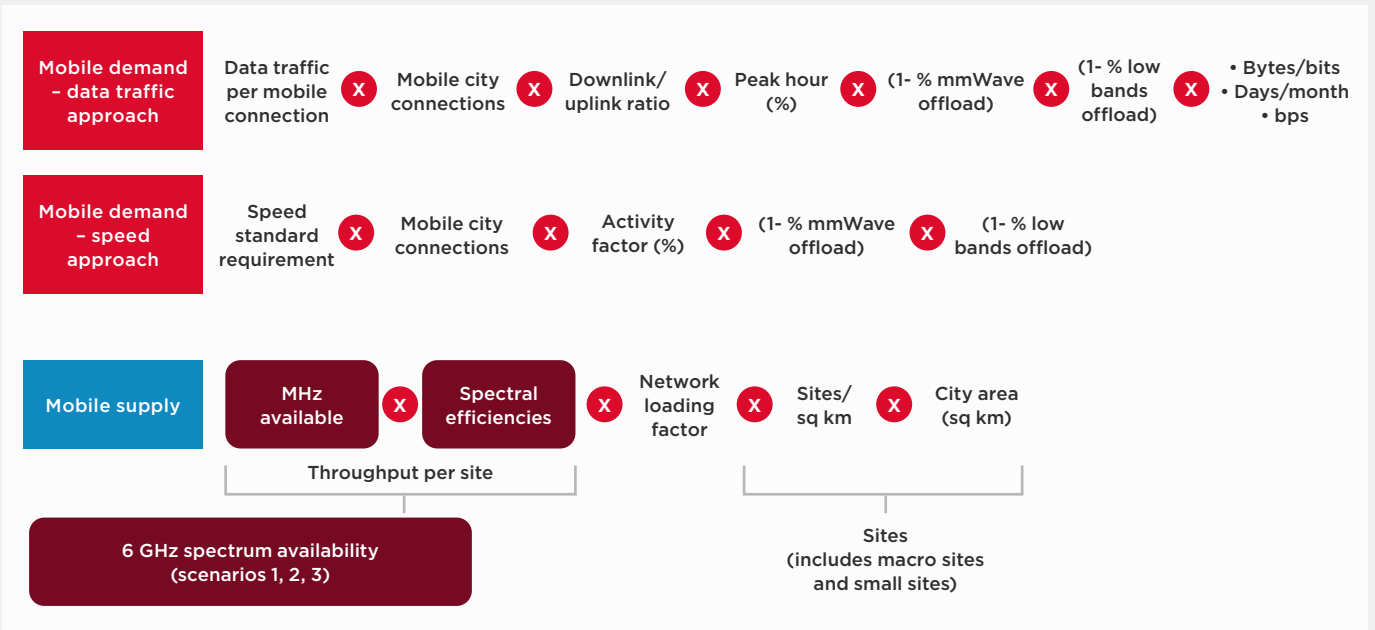 Mobile demand
– data traffic
approach
Data traffic
per mobile
connection
X
Mobile city
connections
X
Downlink/
uplink ratio
X
Peak hour
(%)
X
(1- % mmWave
offload)
X
(1- % low
bands
offload)
X
• Bytes/bits
• Days/month
• bps
Mobile demand
– speed
approach
Speed
standard
requirement
X
Mobile city
connections
X
Activity
factor (%)
X
(1- % mmWave
offload)
X
(1- % low
bands offload)
Mobile supply
MHz
available
X
Spectral
efficiencies
X
Network
loading
factor
X
Sites/
sq km
X
City area
(sq km)
Throughput per site
6 GHz spectrum availability
(scenarios 1, 2, 3)
Sites
(includes macro sites
and small sites)